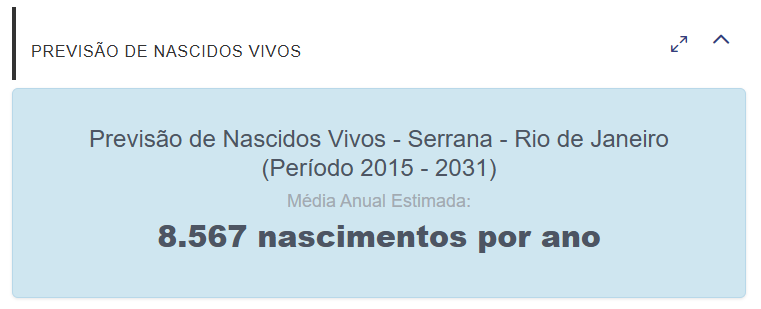 PREVISÃO DE NASCIDOS VIVOS
Previsão de Nascidos Vivos - Serrana - Rio de Janeiro
(Período 2015 - 2031)
Média Anual Estimada:
8.567 nascimentos por ano